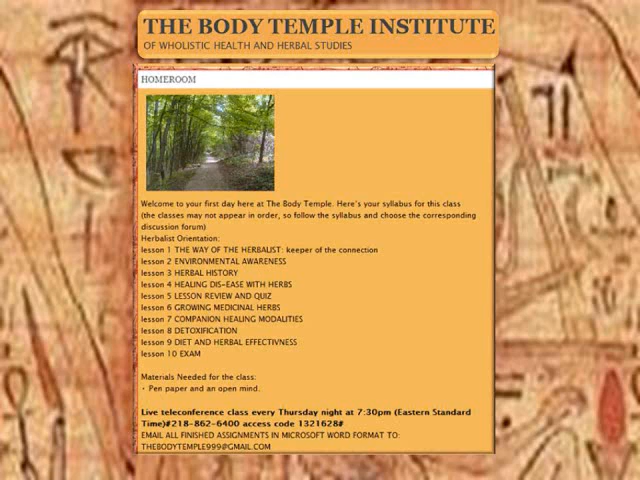 THE BODY TEMPLE INSTITUTE
OF WHOLISTIC HEALTH AND HERBAL STUDIES
HOMEROOM
Welcome to your first day here at The Body Temple. Here's your syllabus for this class
(the classes may not appear in order, so follow the syllabus and choose the corresponding
discussion forum)
Herbalist Orientation:
lesson 1 THE WAY OF THE HERBALIST: keeper of the connection
lesson 2 ENVIRONMENTAL AWARENESS
lesson 3 HERBAL HISTORY
lesson 4 HEALING DIS-EASE WITH HERBS
lesson 5 LESSON REVIEW AND QUIZ
lesson 6 GROWING MEDICINAL HERBS
lesson 7 COMPANION HEALING MODALITIES
lesson 8 DETOXIFICATION
lesson 9 DIET AND HERBAL EFFECTIVNESS
lesson 10 EXAM
Materials Needed for the class:
• Pen paper and an open mind.
Live teleconference class every Thursday night at 7:30pm (Eastern Standard
Time)#218-862-6400 access code 1321628#
EMAIL ALL FINISHED ASSIGNMENTS IN MICROSOFT WORD FORMAT TO:
THEBODYTEMPLE999@GMAIL.COM